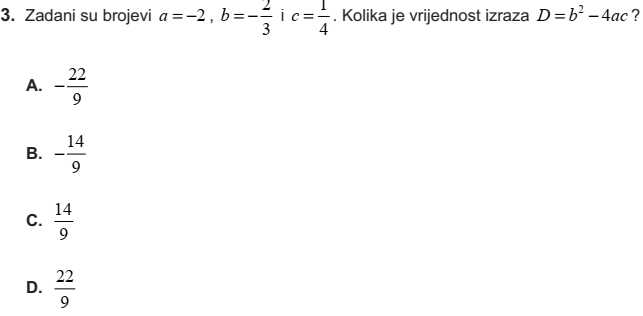 3. Zadani su brojevi a = −2 , b = −2/3 i c = 1/4 . Kolika je vrijednost izraza D = b² − 4ac ?
A. −22/9
B. −14/9
C. 14/9
D. 22/9